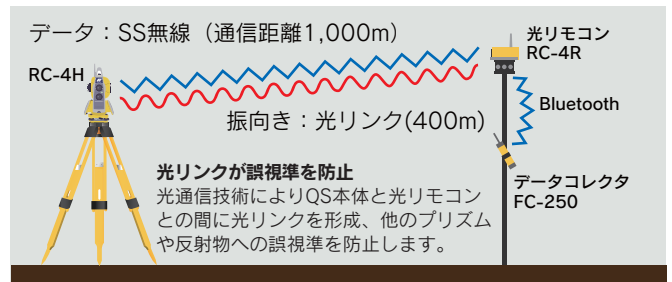 データ：SS無線（通信距離1,000m）
光リモコン
RC-4R
RC-4H
Bluetooth
振向き：光リンク(400m)
光リンクが誤視準を防止
光通信技術によりQS本体と光リモコン
との間に光リンクを形成、他のプリズム
や反射物への誤視準を防止します。
データコレクタ
FC-250